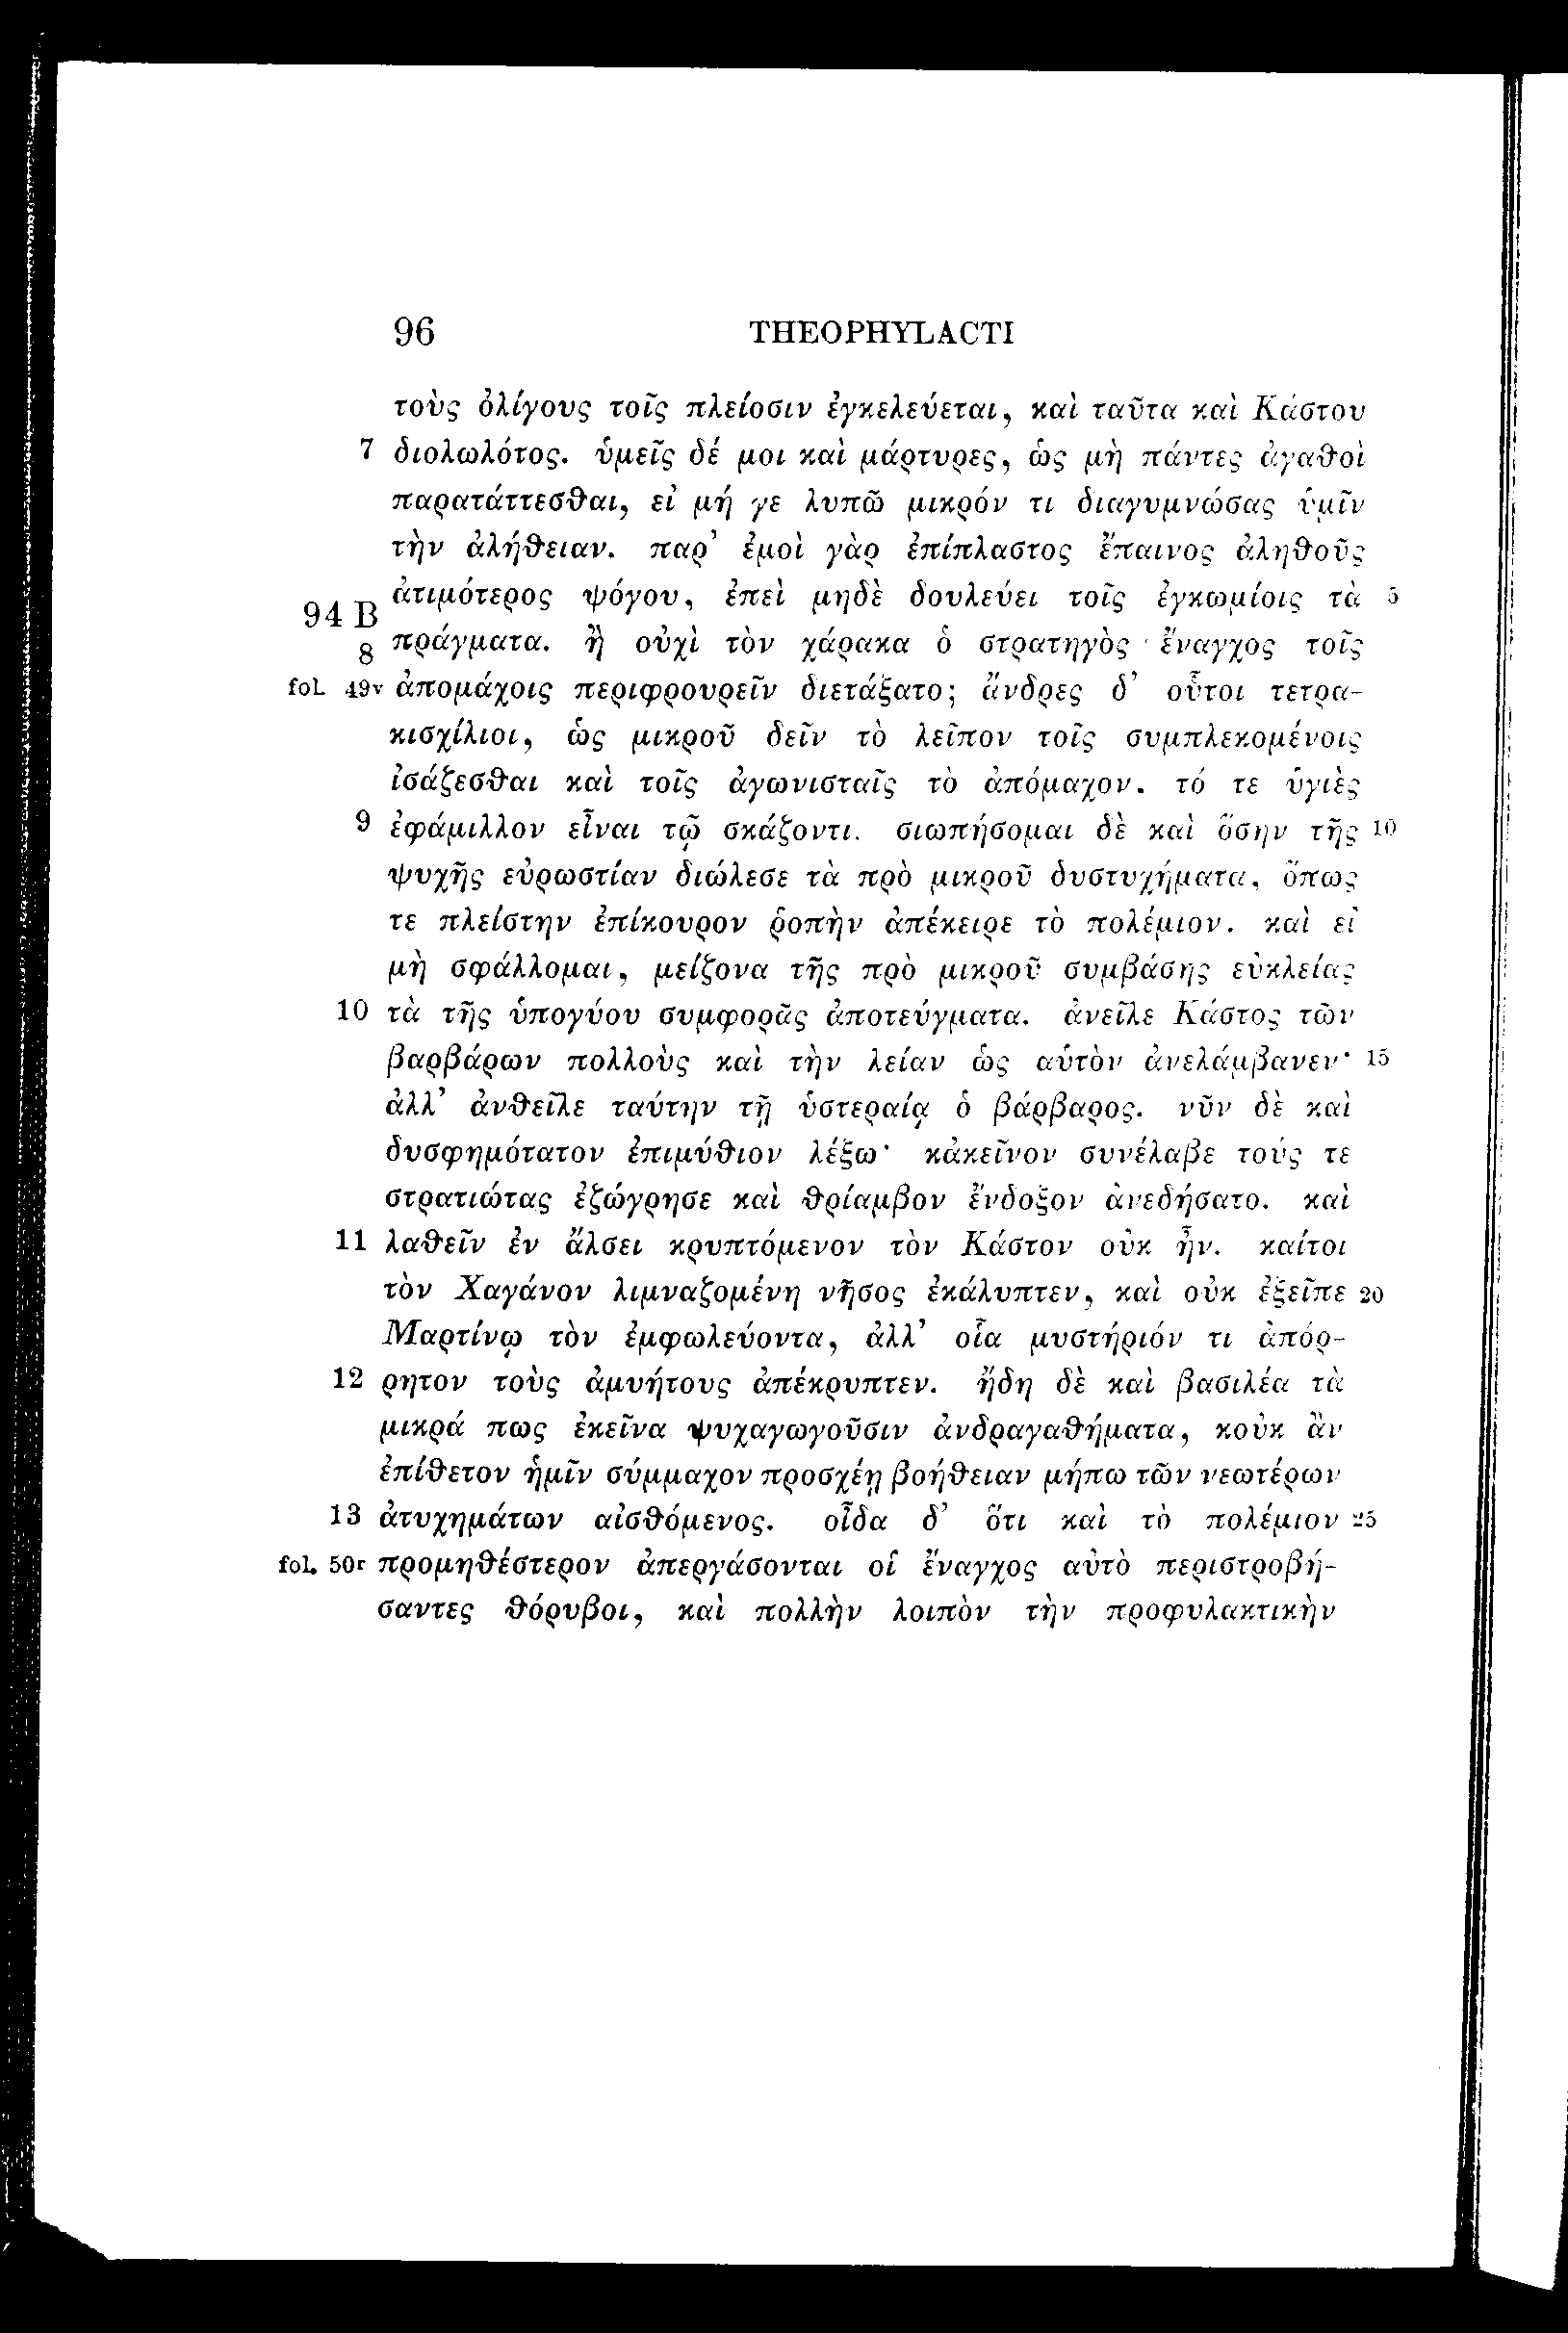 96 THEOPHYLACTI
τοὺς ὀλίγους τοῖς πλείοσιν ἐγκελεύεται, καὶ ταῦτα καὶ Κάστου
7 διολωλότος. ὑμεῖς δέ μοι καὶ μάρτυρες, ὡς μὴ πάντες ἀγαθοὶ
παρατάττεσθαι, εἰ μή γε λυπῶ μικρόν τι διαγυμνώσας ὑμῖν
τὴν ἀλήθειαν. παρ’ ἐμοὶ γὰρ ἐπίπλαστος ἔπαινος ἀληθοῦς
94 B ἀτιμότερος ψόγου, ἐπεὶ μηδὲ δουλεύει τοῖς ἐγκωμίοις τὰ 5
8 πράγματα. ἢ οὐχὶ τὸν χάρακα ὁ στρατηγὸς ἔναγχος τοῖς
fol. 49v ἀπομάχοις περιφρουρεῖν διετάξατο; ἄνδρες δ’ οὗτοι τετρα-
κισχίλιοι, ὡς μικροῦ δεῖν τὸ λεῖπον τοῖς συμπλεκομένοις
ἰσάζεσθαι καὶ τοῖς ἀγωνισταῖς τὸ ἀπόμαχον. τό τε ὑγιὲς
9 ἐφάμιλλον εἶναι τῷ σκάζοντι. σιωπήσομαι δὲ καὶ ὅσην τῆς 10
ψυχῆς εὐρωστίαν διώλεσε τὰ πρὸ μικροῦ δυστυχήματα, ὅπως
τε πλείστην ἐπίκουρον ῥοπὴν ἀπέκειρε τὸ πολέμιον. καὶ εἰ
μὴ σφάλλομαι, μείζονα τῆς πρὸ μικροῦ συμβάσης εὐκλείας
10 τὰ τῆς ὑπογύου συμφορᾶς ἀποτεύγματα. ἀνεῖλε Κάστος τῶν
βαρβάρων πολλοὺς καὶ τὴν λείαν ὡς αὑτὸν ἀνελάμβανεν· 15
ἀλλ’ ἀνθεῖλε ταύτην τῇ ὑστεραίᾳ ὁ βάρβαρος. νῦν δὲ καὶ
δυσφημότατον ἐπιμύθιον λέξω· κἀκεῖνον συνέλαβε τούς τε
στρατιώτας ἐζώγρησε καὶ θρίαμβον ἔνδοξον ἀνεδήσατο. καὶ
11 λαθεῖν ἐν ἄλσει κρυπτόμενον τὸν Κάστον οὐκ ἦν. καίτοι
τὸν Χαγάνον λιμναζομένη νῆσος ἐκάλυπτεν, καὶ οὐκ ἐξεῖπε 20
Μαρτίνῳ τὸν ἐμφωλεύοντα, ἀλλ’ οἷα μυστήριόν τι ἀπόρ-
12 ρητον τοὺς ἀμυήτους ἀπέκρυπτεν. ἤδη δὲ καὶ βασιλέα τὰ
μικρά πως ἐκεῖνα ψυχαγωγοῦσιν ἀνδραγαθήματα, κοὐκ ἂν
ἐπίθετον ἡμῖν σύμμαχον προσχέῃ βοήθειαν μήπω τῶν νεωτέρων
13 ἀτυχημάτων αἰσθόμενος. οἶδα δ’ ὅτι καὶ τὸ πολέμιον 25
fol. 50r προμηθέστερον ἀπεργάσονται οἱ ἔναγχος αὐτὸ περιστροβή-
σαντες θόρυβοι, καὶ πολλὴν λοιπὸν τὴν προφυλακτικὴν